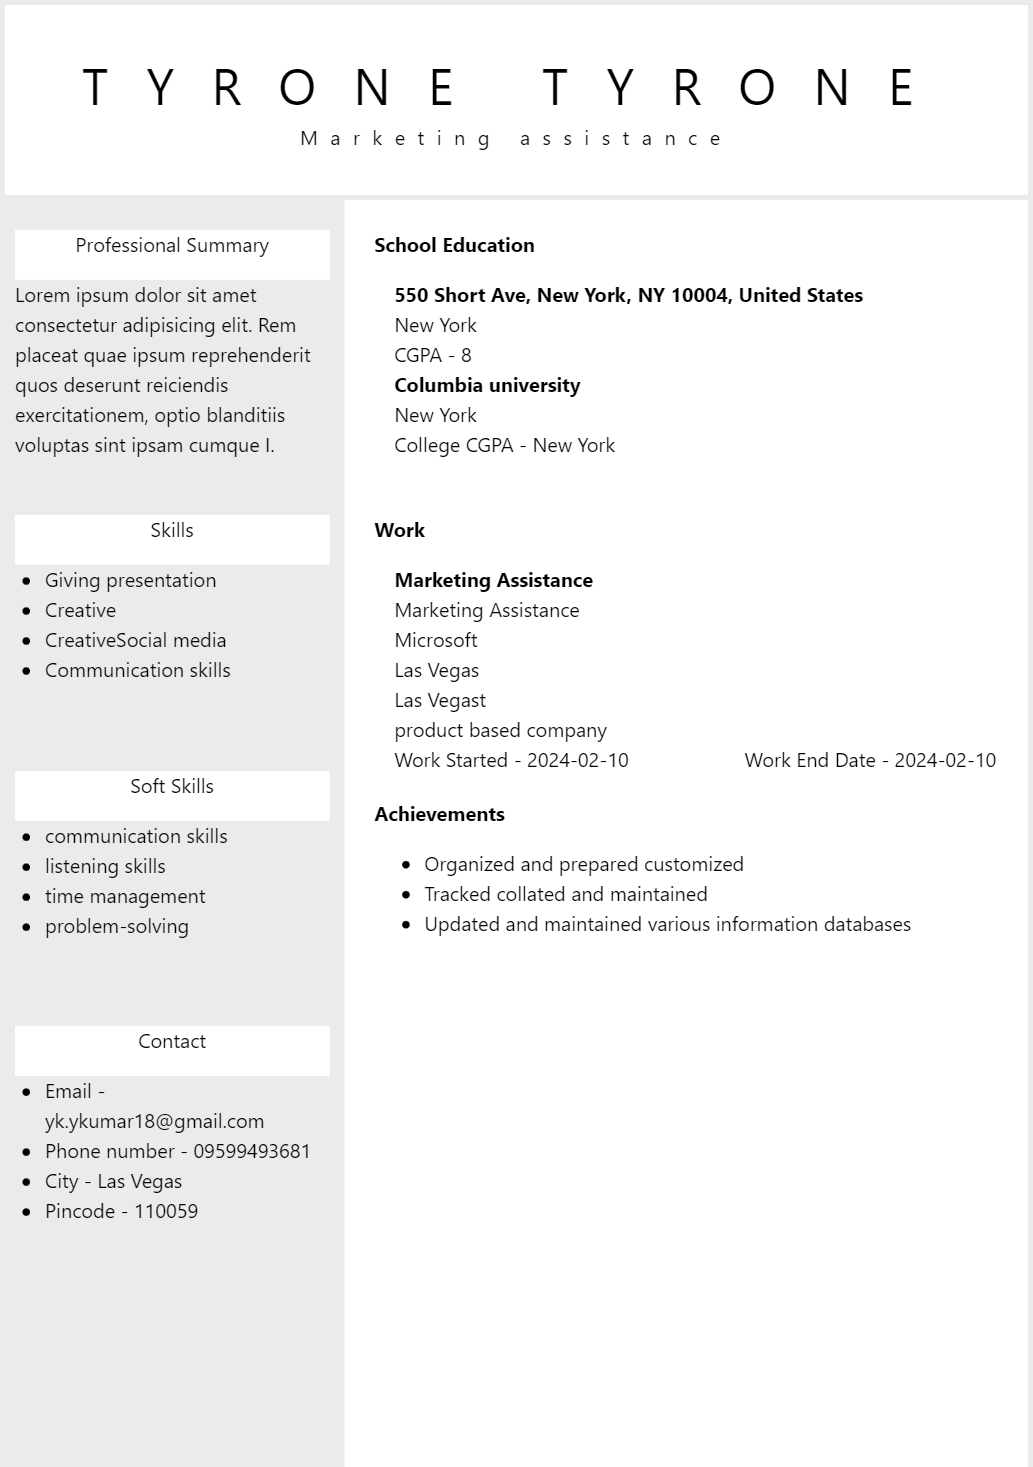 TYRONE TYRONE
Marketing assistance
Professional Summary
Lorem ipsum dolor sit amet
consectetur adipisicing elit. Rem
placeat quae ipsum reprehenderit
quos deserunt reiciendis
exercitationem, optio blanditiis
voluptas sint ipsam cumque I.
Skills
Giving presentation
Creative
CreativeSocial media
Communication skills
Soft Skills
communication skills
listening skills
time management
problem-solving
Contact
Email -
yk.ykumar18@gmail.com
Phone number - 09599493681
City - Las Vegas
Pincode - 110059
School Education
550 Short Ave, New York, NY 10004, United States
New York
CGPA - 8
Columbia university
New York
College CGPA - New York
Work
Marketing Assistance
Marketing Assistance
Microsoft
Las Vegas
Las Vegast
product based company
Work Started - 2024-02-10 Work End Date - 2024-02-10
Achievements
Organized and prepared customized
Tracked collated and maintained
Updated and maintained various information databases